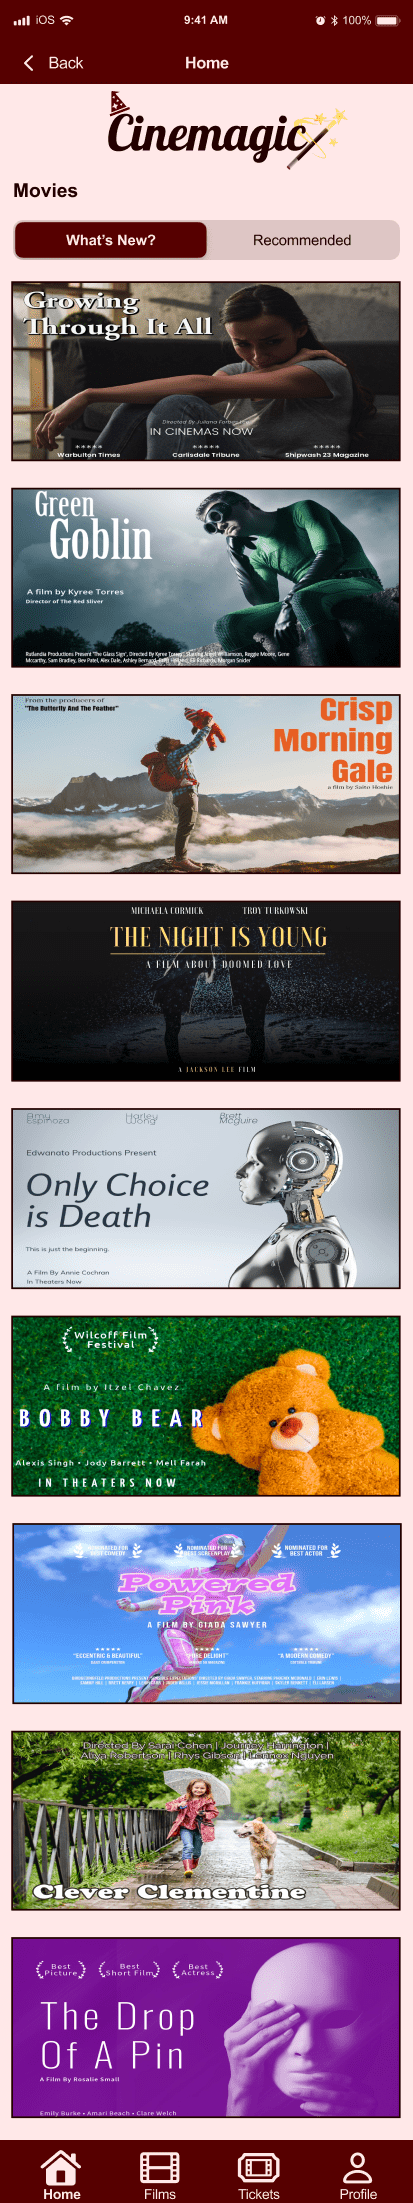 iOS
9:41 AM
100%
Back
Home
Cinemagic
Movies
What's New?
Recommended
Growing
Through It All
Directed By Juliana Forbes
IN CINEMAS NOW
***** ***** *****
Warbulton Times
Carlisdale Tribune
Shipwash 23 Magazine
Green
Goblin
A film by Kyree Torres
Director of The Red Sliver
Rutlandia Productions Present 'The Glass Sign', Directed By Kyree Torres, Starring Williamson, Reggie Moore, Gene
Mccarthy, Sam Bradley, Bev Patel, Alex Dale, Ashley Bernard, Morgan Snider
From the producers of
"The Butterfly And The Feather"
Crisp
Morning
Gale
a film by Saito Hoshie
MICHAELA CORMICK
TROY TURKOWSKI
THE NIGHT IS YOUNG
A FILM ABOUT DOOMED LOVE
A JACKSON LEE FILM
Amy
Espinoza
Harley
Wong
Brett
Mcguire
Edwanato Productions Present
Only Choice
is Death
This is just the beginning.
A Film By Annie Cochran
In Theaters Now
Wilcoff Film
Festival
A film by Itzel Chavez
BOBBY BEAR
Alexis Singh • Jody Barrett • Mell Farah
IN THEATERS NOW
NOMINATED FOR
BEST COMEDY
NOMINATED FOR
BEST SCREENPLAY
NOMINATED FOR
BEST ACTOR
Powered
Pink
A FILM BY GIADA SAWYER
***** ***** *****
"ECCENTRIC & BEAUTIFUL"
"PURE DELIGHT"
"A MODERN COMEDY"
Directed By Sarai Cohen | Journey Harrington |
Aliya Robertson | Rhys Gibson | Lennox Nguyen
Clever Clementine
Best
Picture
Best
Short Film
Best
Actress
The Drop
Of A Pin
A Film By Rosalie Small
Emily Burke • Amari Beach • Clare Welch
Home
Films
Tickets
Profile